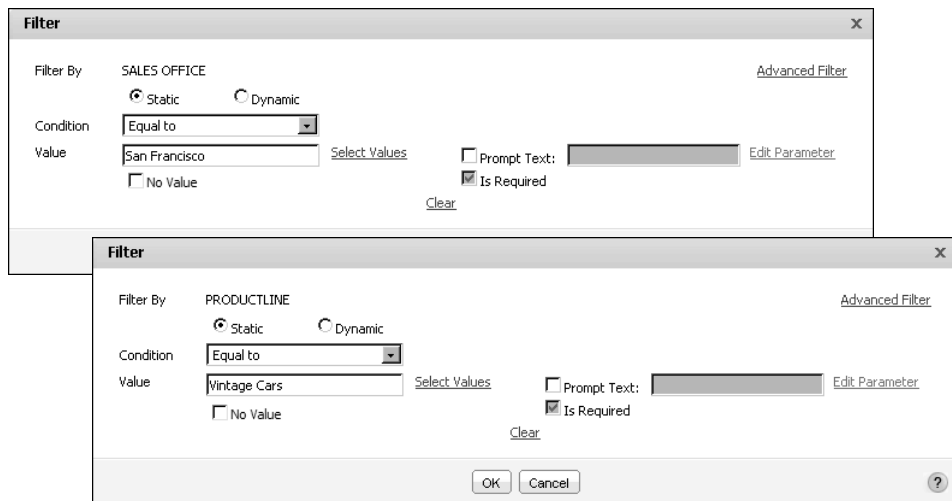 Filter x
Filter By SALES OFFICE Advanced Filter
Static Dynamic
Condition Equal to
Value San Francisco Select Values Prompt Text: Edit Parameter
No Value Is Required
Clear
Filter x
Filter By PRODUCTLINE Advanced Filter
Static Dynamic
Condition Equal to
Value Vintage Cars Select Values Prompt Text: Edit Parameter
No Value Is Required
Clear
OK Cancel ?